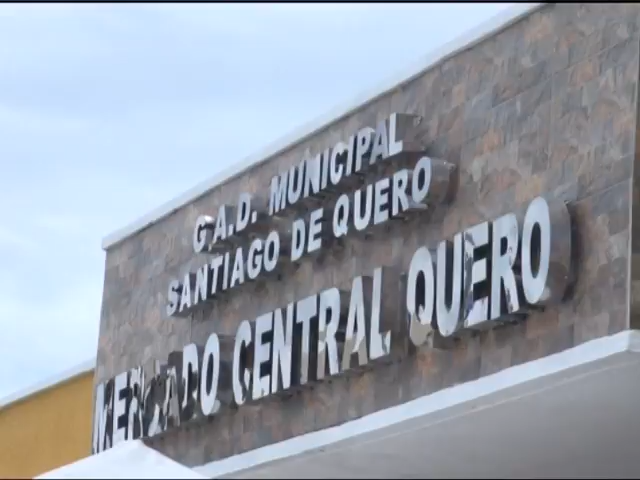 G.A.D. MUNICIPAL
SANTIAGO DE QUERO
MERCADO CENTRAL QUERO